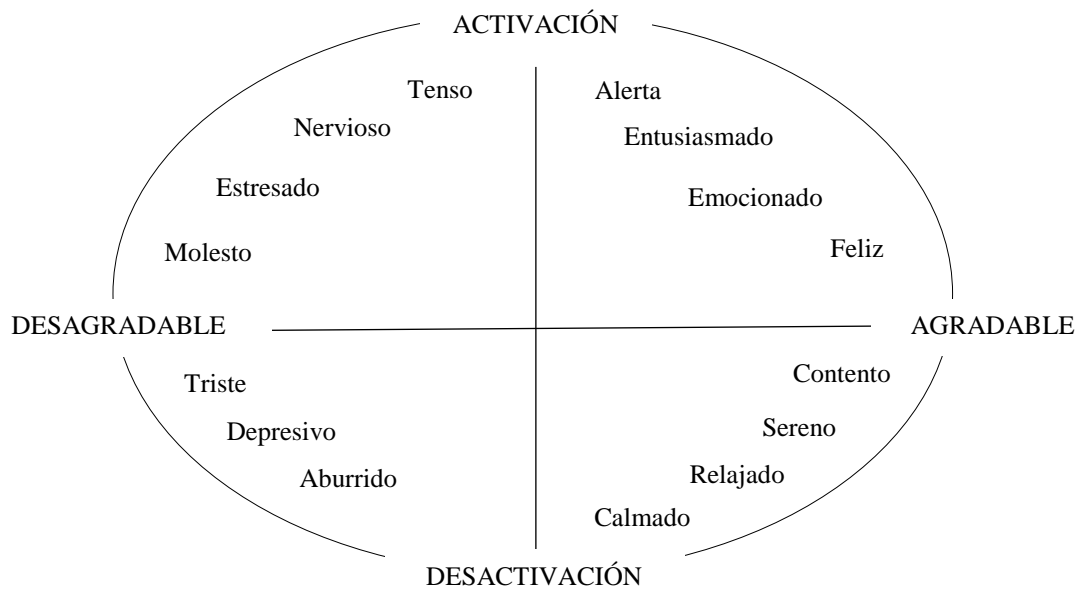 ACTIVACIÓN
Tenso
Alerta
Nervioso
Entusiasmado
Estresado
Emocionado
Molesto
Feliz
DESAGRADABLE
AGRADABLE
Triste
Contento
Depresivo
Sereno
Aburrido
Relajado
Calmado
DESACTIVACIÓN